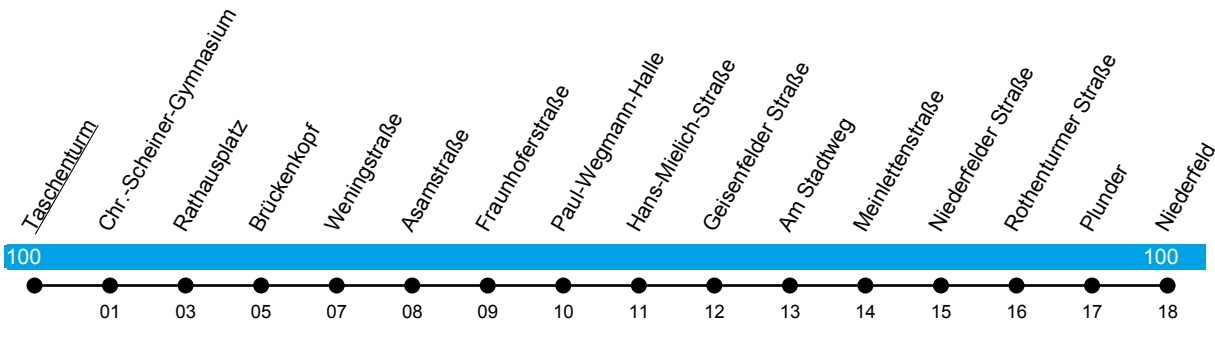 Taschenturm
Chr.-Scheiner-Gymnasium
Rathausplatz
Brückenkopf
Weningstraße
Asamstraße
Fraunhoferstraße
Paul-Wegmann-Halle
Hans-Mielich-Straße
Geisenfelder Straße
Am Stadtweg
Meinlettenstraße
Niederfelder Straße
Rothenturmer Straße
Plunder
Niederfeld
100 100
01 03 05 07 08 09 10 11 12 13 14 15 16 17 18